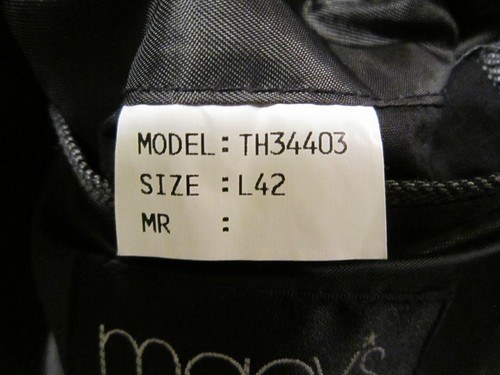 MODEL: TH34403
SIZE : L42
MR :
macy's